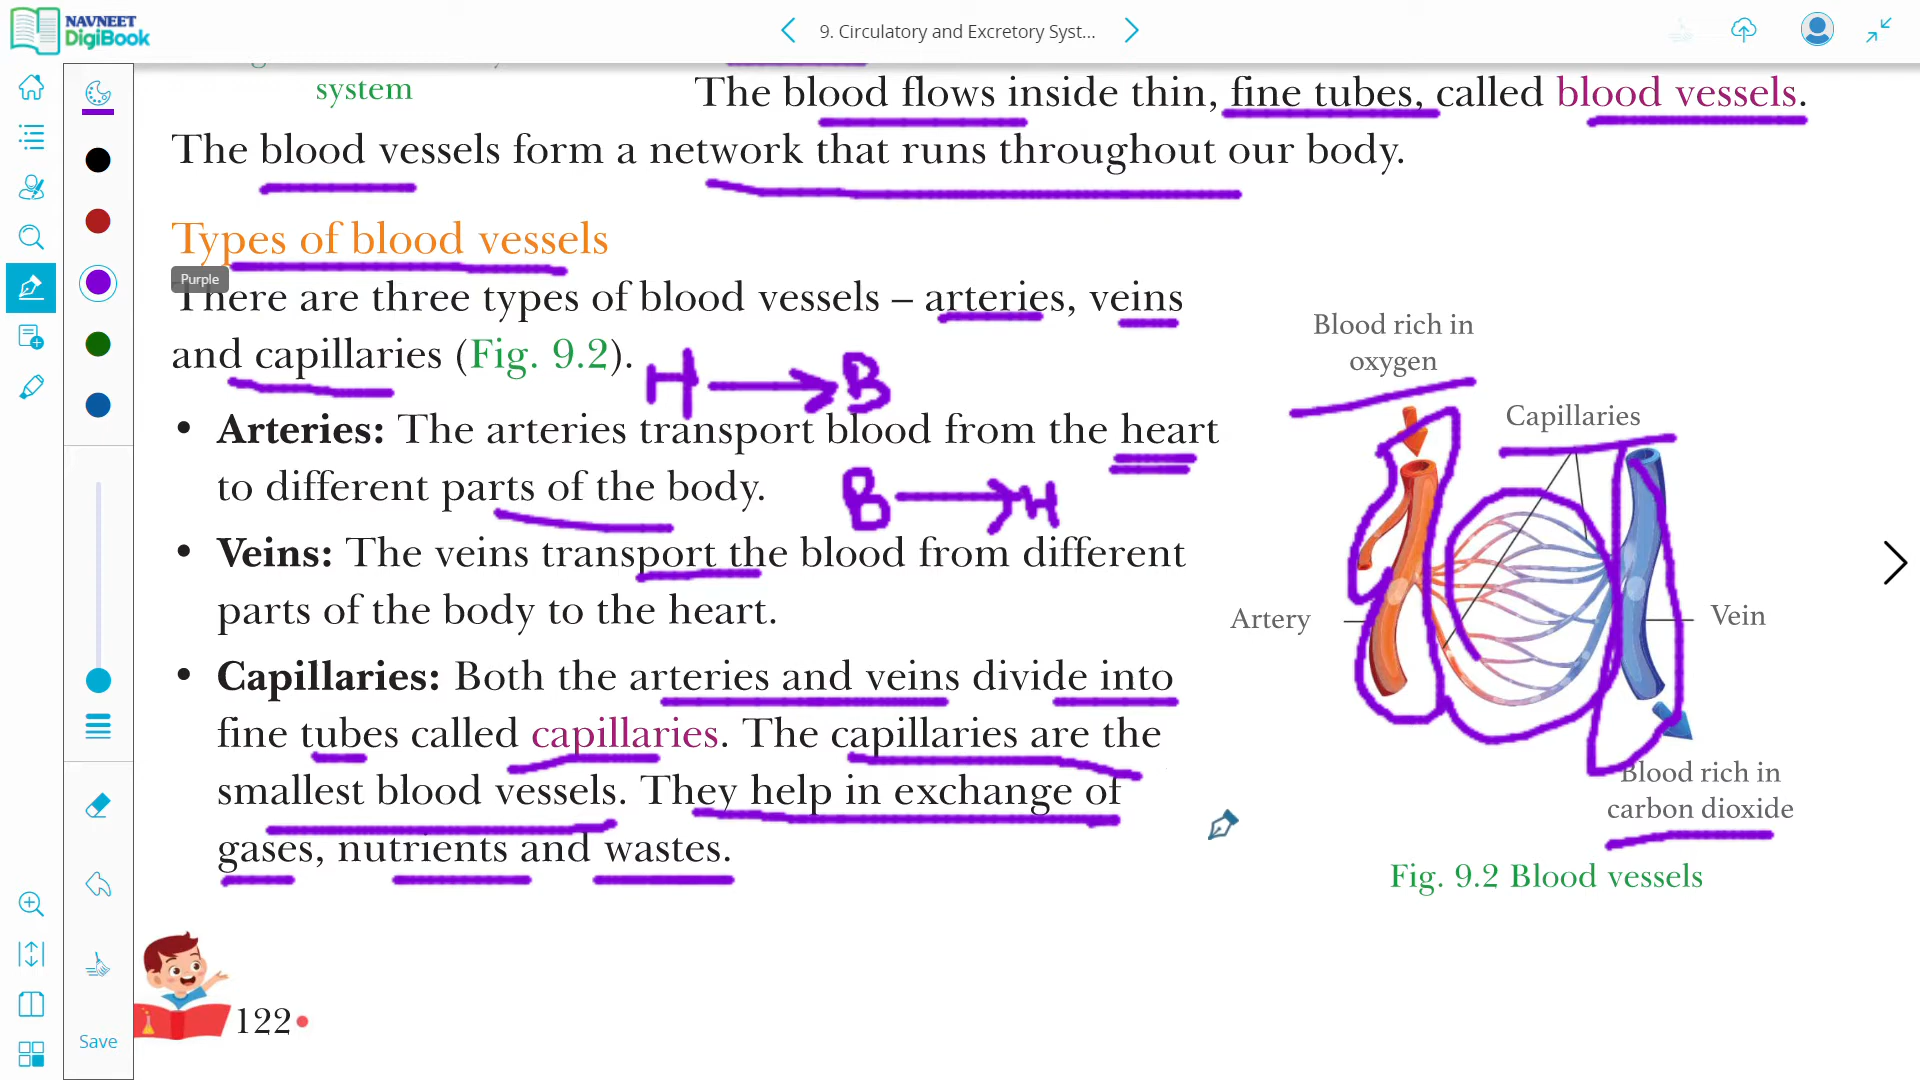 NAVNEET
DigiBook
9. Circulatory and Excretory Syst...
system
The blood flows inside thin, fine tubes, called blood vessels.
The blood vessels form a network that runs throughout our body.
Types of blood vessels
Purple
There are three types of blood vessels – arteries, veins
and capillaries (Fig. 9.2).
H → B
Arteries: The arteries transport blood from the heart
to different parts of the body.
B → H
Veins: The veins transport the blood from different
parts of the body to the heart.
Capillaries: Both the arteries and veins divide into
fine tubes called capillaries. The capillaries are the
smallest blood vessels. They help in exchange of
gases, nutrients and wastes.
Blood rich in
oxygen
Capillaries
Artery
Vein
Blood rich in
carbon dioxide
Fig. 9.2 Blood vessels
122
Save